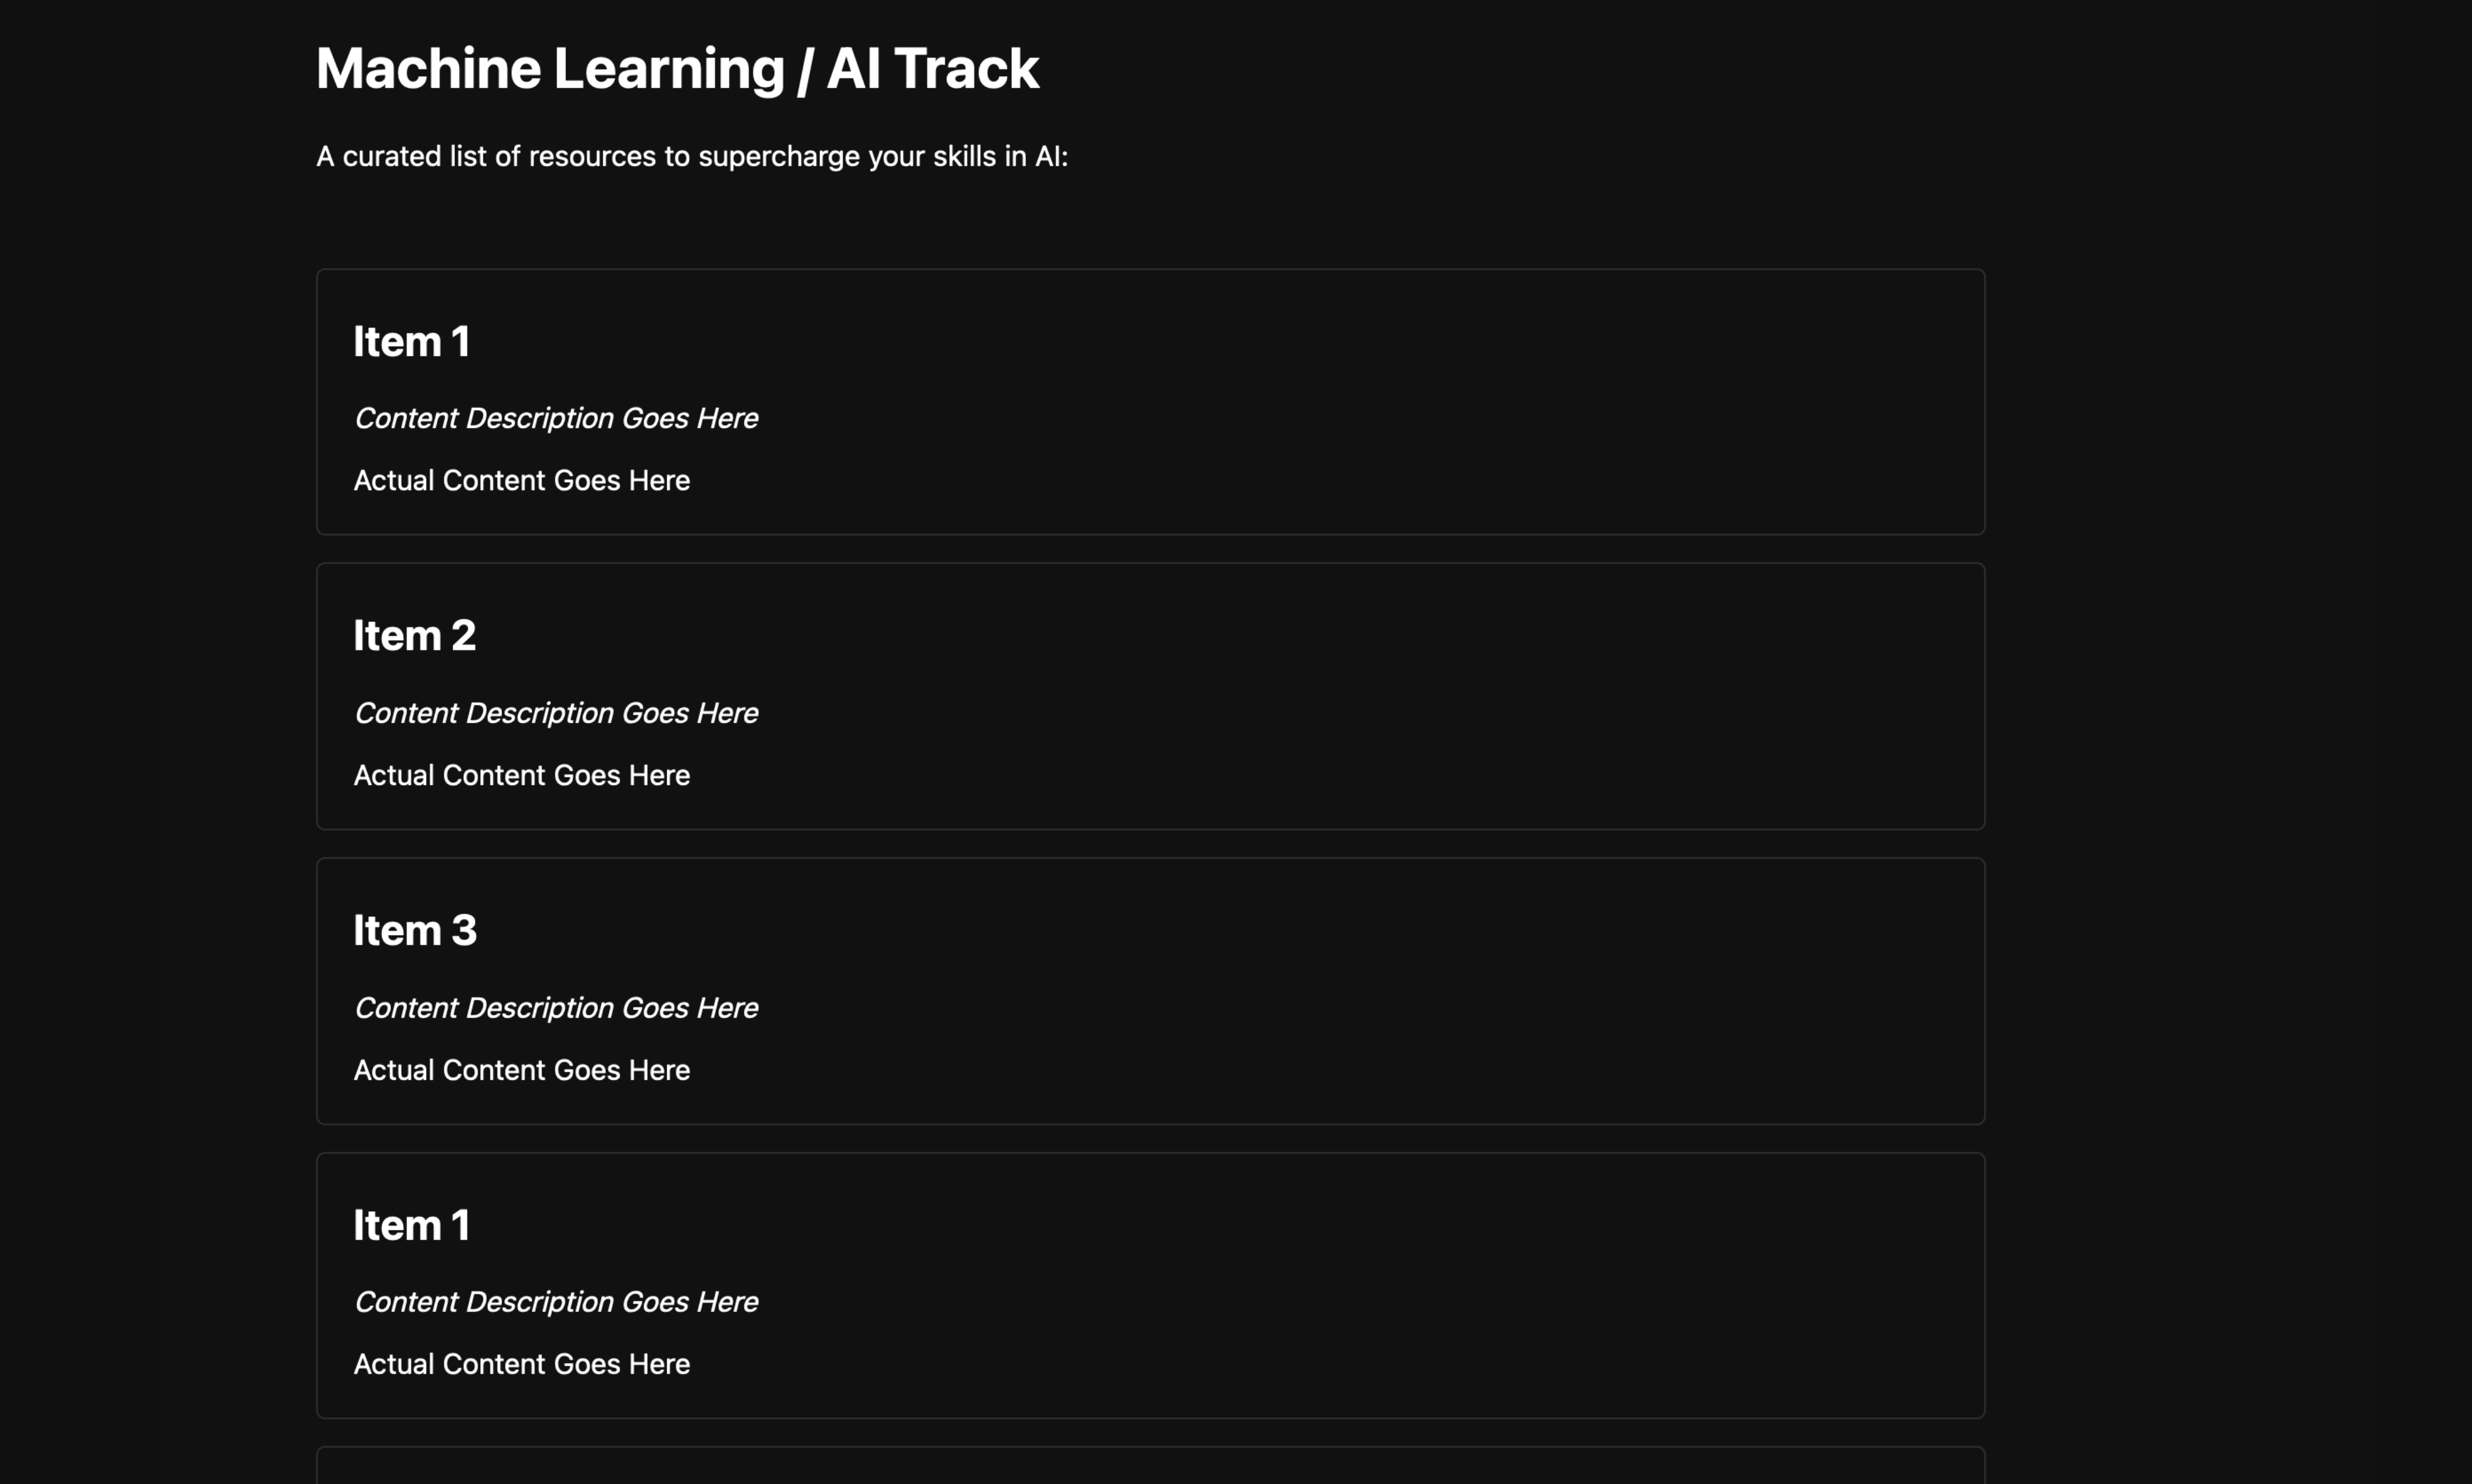 Machine Learning / AI Track
A curated list of resources to supercharge your skills in AI:
Item 1
Content Description Goes Here
Actual Content Goes Here
Item 2
Content Description Goes Here
Actual Content Goes Here
Item 3
Content Description Goes Here
Actual Content Goes Here
Item 1
Content Description Goes Here
Actual Content Goes Here